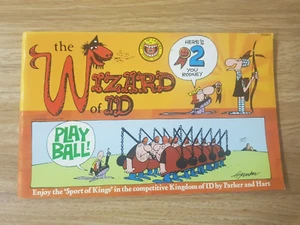 the
WIZARD
of ID
HERE'S
#2
YOU
RODNEY
PLAY
BALL!
Enjoy the "Sport of Kings" in the competitive Kingdom of ID by Parker and Hart